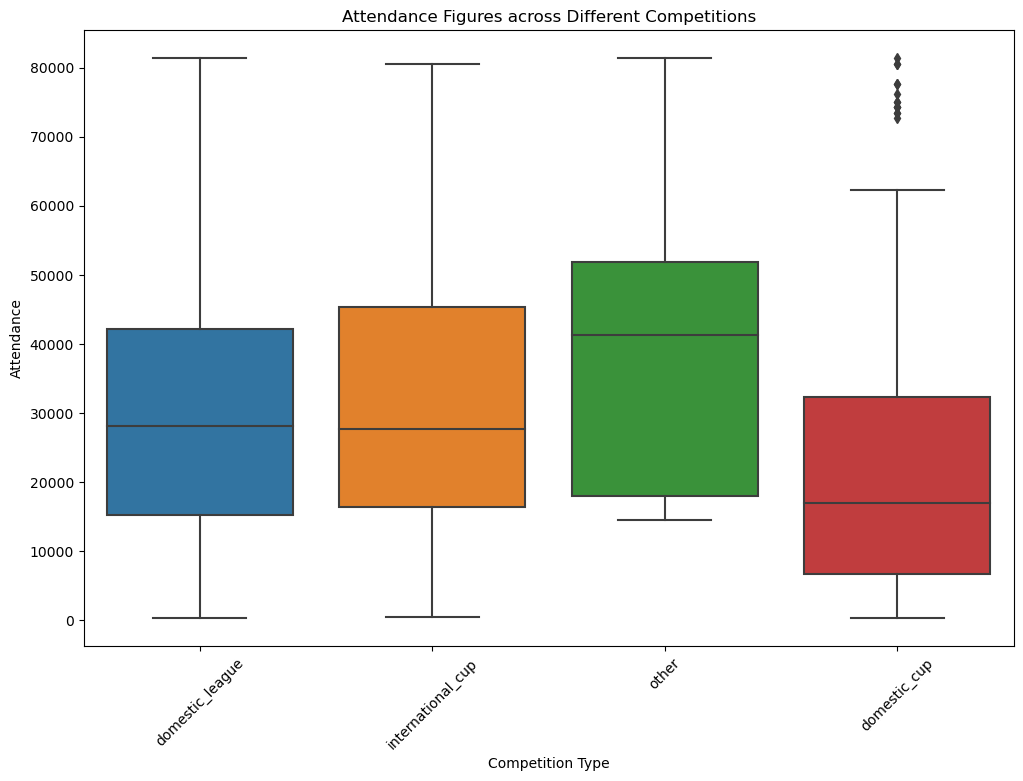 Attendance Figures across Different Competitions
Attendance
80000
70000
60000
50000
40000
30000
20000
10000
0
domestic_league
international_cup
other
domestic_cup
Competition Type